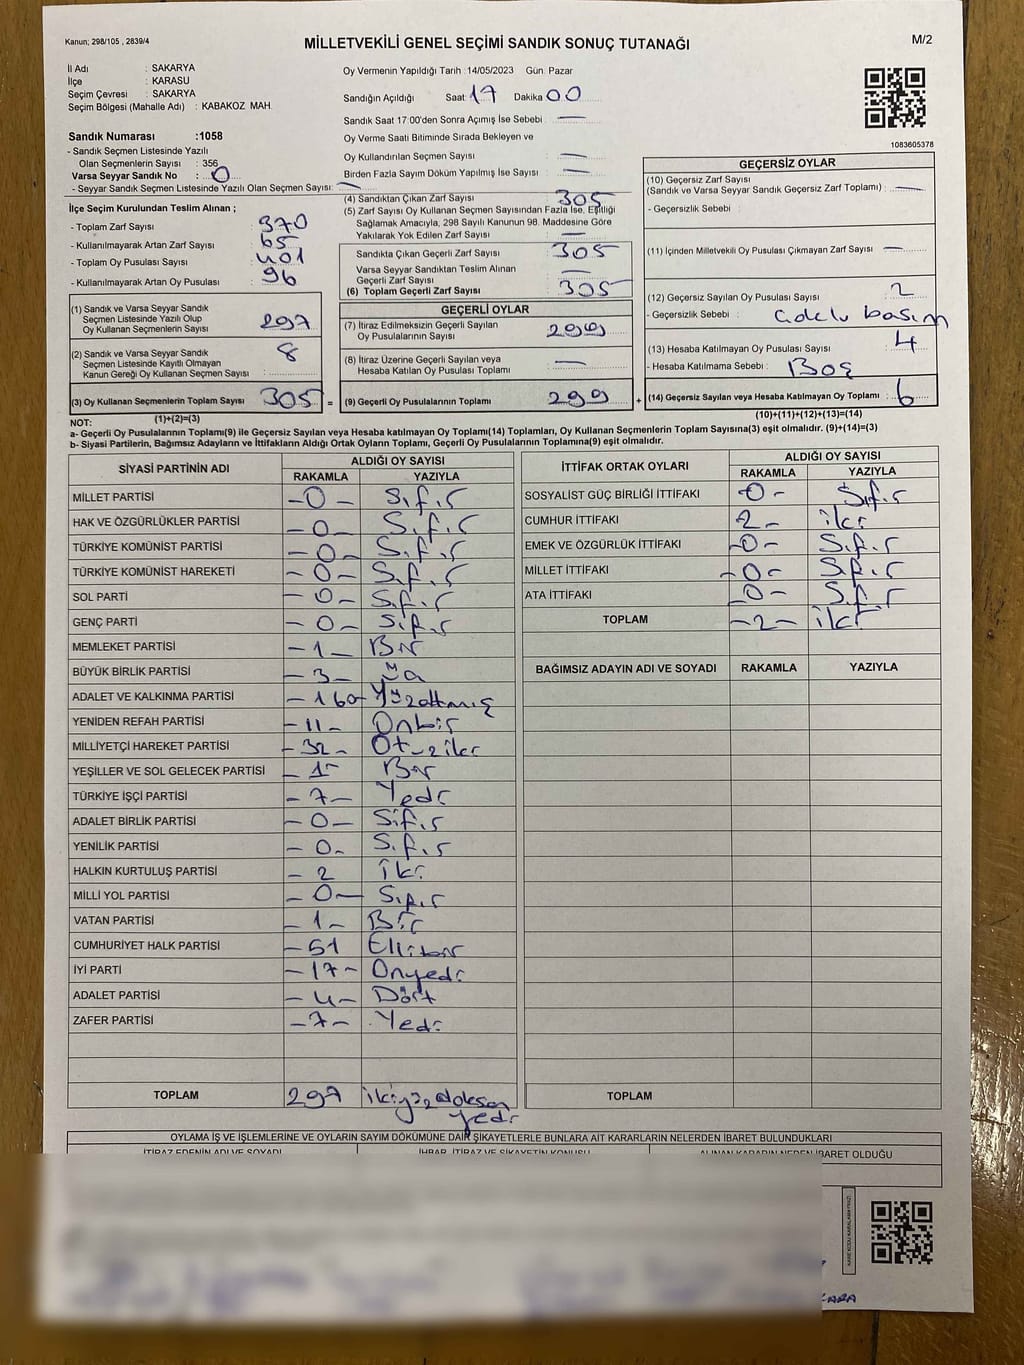 Kanun; 298/105 , 2839/4
MİLLETVEKİLİ GENEL SEÇİMİ SANDIK SONUÇ TUTANAĞI
M/2
İl Adı : SAKARYA
İlçe : KARASU
Seçim Çevresi : SAKARYA
Seçim Bölgesi (Mahalle Adı) : KABAKOZ MAH.
Sandık Numarası :1058
- Sandık Seçmen Listesinde Yazılı
Olan Seçmenlerin Sayısı : 356
Varsa Seyyar Sandık No : 0
- Seyyar Sandık Seçmen Listesinde Yazılı Olan Seçmen Sayısı: —
Oy Vermenin Yapıldığı Tarih :14/05/2023 Gün: Pazar
Sandığın Açıldığı Saat 17 Dakika 00
Sandık Saat 17:00'den Sonra Açımış İse Sebebi : —
Oy Verme Saati Bitiminde Sırada Bekleyen ve
Oy Kullandırılan Seçmen Sayısı : —
Birden Fazla Sayım Döküm Yapılmış İse Sayısı : —
1083605378
İlçe Seçim Kurulundan Teslim Alınan ;
- Toplam Zarf Sayısı : 370
- Kullanılmayarak Artan Zarf Sayısı : 65
- Toplam Oy Pusulası Sayısı : 401
- Kullanılmayarak Artan Oy Pusulası : 96
(4) Sandıktan Çıkan Zarf Sayısı : 305
(5) Zarf Sayısı Oy Kullanan Seçmen Sayısından Fazla İse, Eşitliği
Sağlamak Amacıyla, 298 Sayılı Kanunun 98. Maddesine Göre
Yakılarak Yok Edilen Zarf Sayısı : —
Sandıkta Çıkan Geçerli Zarf Sayısı : 305
Varsa Seyyar Sandıktan Teslim Alınan
Geçerli Zarf Sayısı : —
(6) Toplam Geçerli Zarf Sayısı : 305
GEÇERSİZ OYLAR
(10) Geçersiz Zarf Sayısı
(Sandık ve Varsa Seyyar Sandık Geçersiz Zarf Toplamı) : —
- Geçersizlik Sebebi :
(11) İçinden Milletvekili Oy Pusulası Çıkmayan Zarf Sayısı : —
(12) Geçersiz Sayılan Oy Pusulası Sayısı : 2
- Geçersizlik Sebebi : basım
(13) Hesaba Katılmayan Oy Pusulası Sayısı : 4
- Hesaba Katılmama Sebebi : Boş
(14) Geçersiz Sayılan veya Hesaba Katılmayan Oy Toplamı : 6
(10)+(11)+(12)+(13)=(14)
(1) Sandık ve Varsa Seyyar Sandık
Seçmen Listesinde Yazılı Olup
Oy Kullanan Seçmenlerin Sayısı : 297
(2) Sandık ve Varsa Seyyar Sandık
Seçmen Listesinde Kayıtlı Olmayan
Kanun Gereği Oy Kullanan Seçmen Sayısı : 8
(3) Oy Kullanan Seçmenlerin Toplam Sayısı : 305 =
(1)+(2)=(3)
GEÇERLİ OYLAR
(7) İtiraz Edilmeksizin Geçerli Sayılan
Oy Pusulalarının Sayısı : 299
(8) İtiraz Üzerine Geçerli Sayılan veya
Hesaba Katılan Oy Pusulası Toplamı : —
(9) Geçerli Oy Pusulalarının Toplamı : 299 +
NOT:
a- Geçerli Oy Pusulalarının Toplamı(9) ile Geçersiz Sayılan veya Hesaba katılmayan Oy Toplamı(14) Toplamları, Oy Kullanan Seçmenlerin Toplam Sayısına(3) eşit olmalıdır. (9)+(14)=(3)
b- Siyasi Partilerin, Bağımsız Adayların ve İttifakların Aldığı Ortak Oyların Toplamı, Geçerli Oy Pusulalarının Toplamına(9) eşit olmalıdır.
SİYASİ PARTİNİN ADI ALDIĞI OY SAYISI
RAKAMLA YAZIYLA
MİLLET PARTİSİ -0- Sıfır
HAK VE ÖZGÜRLÜKLER PARTİSİ -0- Sıfır
TÜRKİYE KOMÜNİST PARTİSİ -0- Sıfır
TÜRKİYE KOMÜNİST HAREKETİ -0- Sıfır
SOL PARTİ -0- Sıfır
GENÇ PARTİ -0- Sıfır
MEMLEKET PARTİSİ -1- Bir
BÜYÜK BİRLİK PARTİSİ -3- Üç
ADALET VE KALKINMA PARTİSİ -160- Yüzaltmış
YENİDEN REFAH PARTİSİ -11- Onbir
MİLLİYETÇİ HAREKET PARTİSİ -32- Otuziki
YEŞİLLER VE SOL GELECEK PARTİSİ -1- Bir
TÜRKİYE İŞÇİ PARTİSİ -7- Yedi
ADALET BİRLİK PARTİSİ -0- Sıfır
YENİLİK PARTİSİ -0- Sıfır
HALKIN KURTULUŞ PARTİSİ -2 İki
MİLLİ YOL PARTİSİ -0- Sıfır
VATAN PARTİSİ -1- Bir
CUMHURİYET HALK PARTİSİ -51 Ellibir
İYİ PARTİ -17- Onyedi
ADALET PARTİSİ -4- Dört
ZAFER PARTİSİ -7- Yedi
TOPLAM 297 ikiyüzdoksan
yedi
İTTİFAK ORTAK OYLARI ALDIĞI OY SAYISI
RAKAMLA YAZIYLA
SOSYALİST GÜÇ BİRLİĞİ İTTİFAKI -0- Sıfır
CUMHUR İTTİFAKI 2- iki
EMEK VE ÖZGÜRLÜK İTTİFAKI -0- Sıfır
MİLLET İTTİFAKI -0- Sıfır
ATA İTTİFAKI -0- Sıfır
TOPLAM -2- iki
BAĞIMSIZ ADAYIN ADI VE SOYADI RAKAMLA YAZIYLA
TOPLAM
OYLAMA İŞ VE İŞLEMLERİNE VE OYLARIN SAYIM DÖKÜMÜNE DAİR ŞİKAYETLERLE BUNLARA AİT KARARLARIN NELERDEN İBARET BULUNDUKLARI
İTİRAZ EDENİN ADI VE SOYADI İHBAR, İTİRAZ VE ŞİKAYETİN KONUSU ALINAN KARARIN NEDEN İBARET OLDUĞU